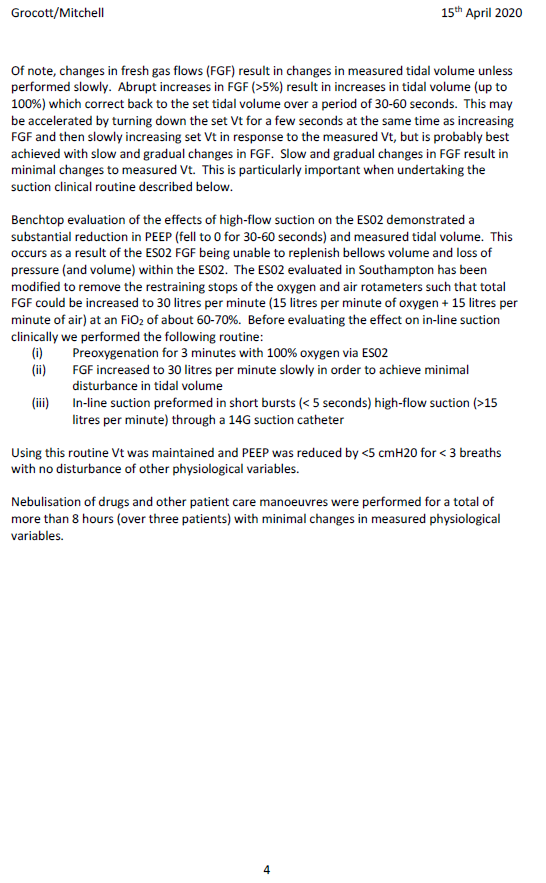 Grocott/Mitchell 15th April 2020
Of note, changes in fresh gas flows (FGF) result in changes in measured tidal volume unless
performed slowly. Abrupt increases in FGF (>5%) result in increases in tidal volume (up to
100%) which correct back to the set tidal volume over a period of 30-60 seconds. This may
be accelerated by turning down the set Vt for a few seconds at the same time as increasing
FGF and then slowly increasing set Vt in response to the measured Vt, but is probably best
achieved with slow and gradual changes in FGF. Slow and gradual changes in FGF result in
minimal changes to measured Vt. This is particularly important when undertaking the
suction clinical routine described below.
Benchtop evaluation of the effects of high-flow suction on the ES02 demonstrated a
substantial reduction in PEEP (fell to 0 for 30-60 seconds) and measured tidal volume. This
occurs as a result of the ES02 FGF being unable to replenish bellows volume and loss of
pressure (and volume) within the ES02. The ES02 evaluated in Southampton has been
modified to remove the restraining stops of the oxygen and air rotameters such that total
FGF could be increased to 30 litres per minute (15 litres per minute of oxygen + 15 litres per
minute of air) at an FiO2 of about 60-70%. Before evaluating the effect on in-line suction
clinically we performed the following routine:
(i) Preoxygenation for 3 minutes with 100% oxygen via ES02
(ii) FGF increased to 30 litres per minute slowly in order to achieve minimal
disturbance in tidal volume
(iii) In-line suction preformed in short bursts (< 5 seconds) high-flow suction (>15
litres per minute) through a 14G suction catheter
Using this routine Vt was maintained and PEEP was reduced by <5 cmH20 for < 3 breaths
with no disturbance of other physiological variables.
Nebulisation of drugs and other patient care manoeuvres were performed for a total of
more than 8 hours (over three patients) with minimal changes in measured physiological
variables.
4